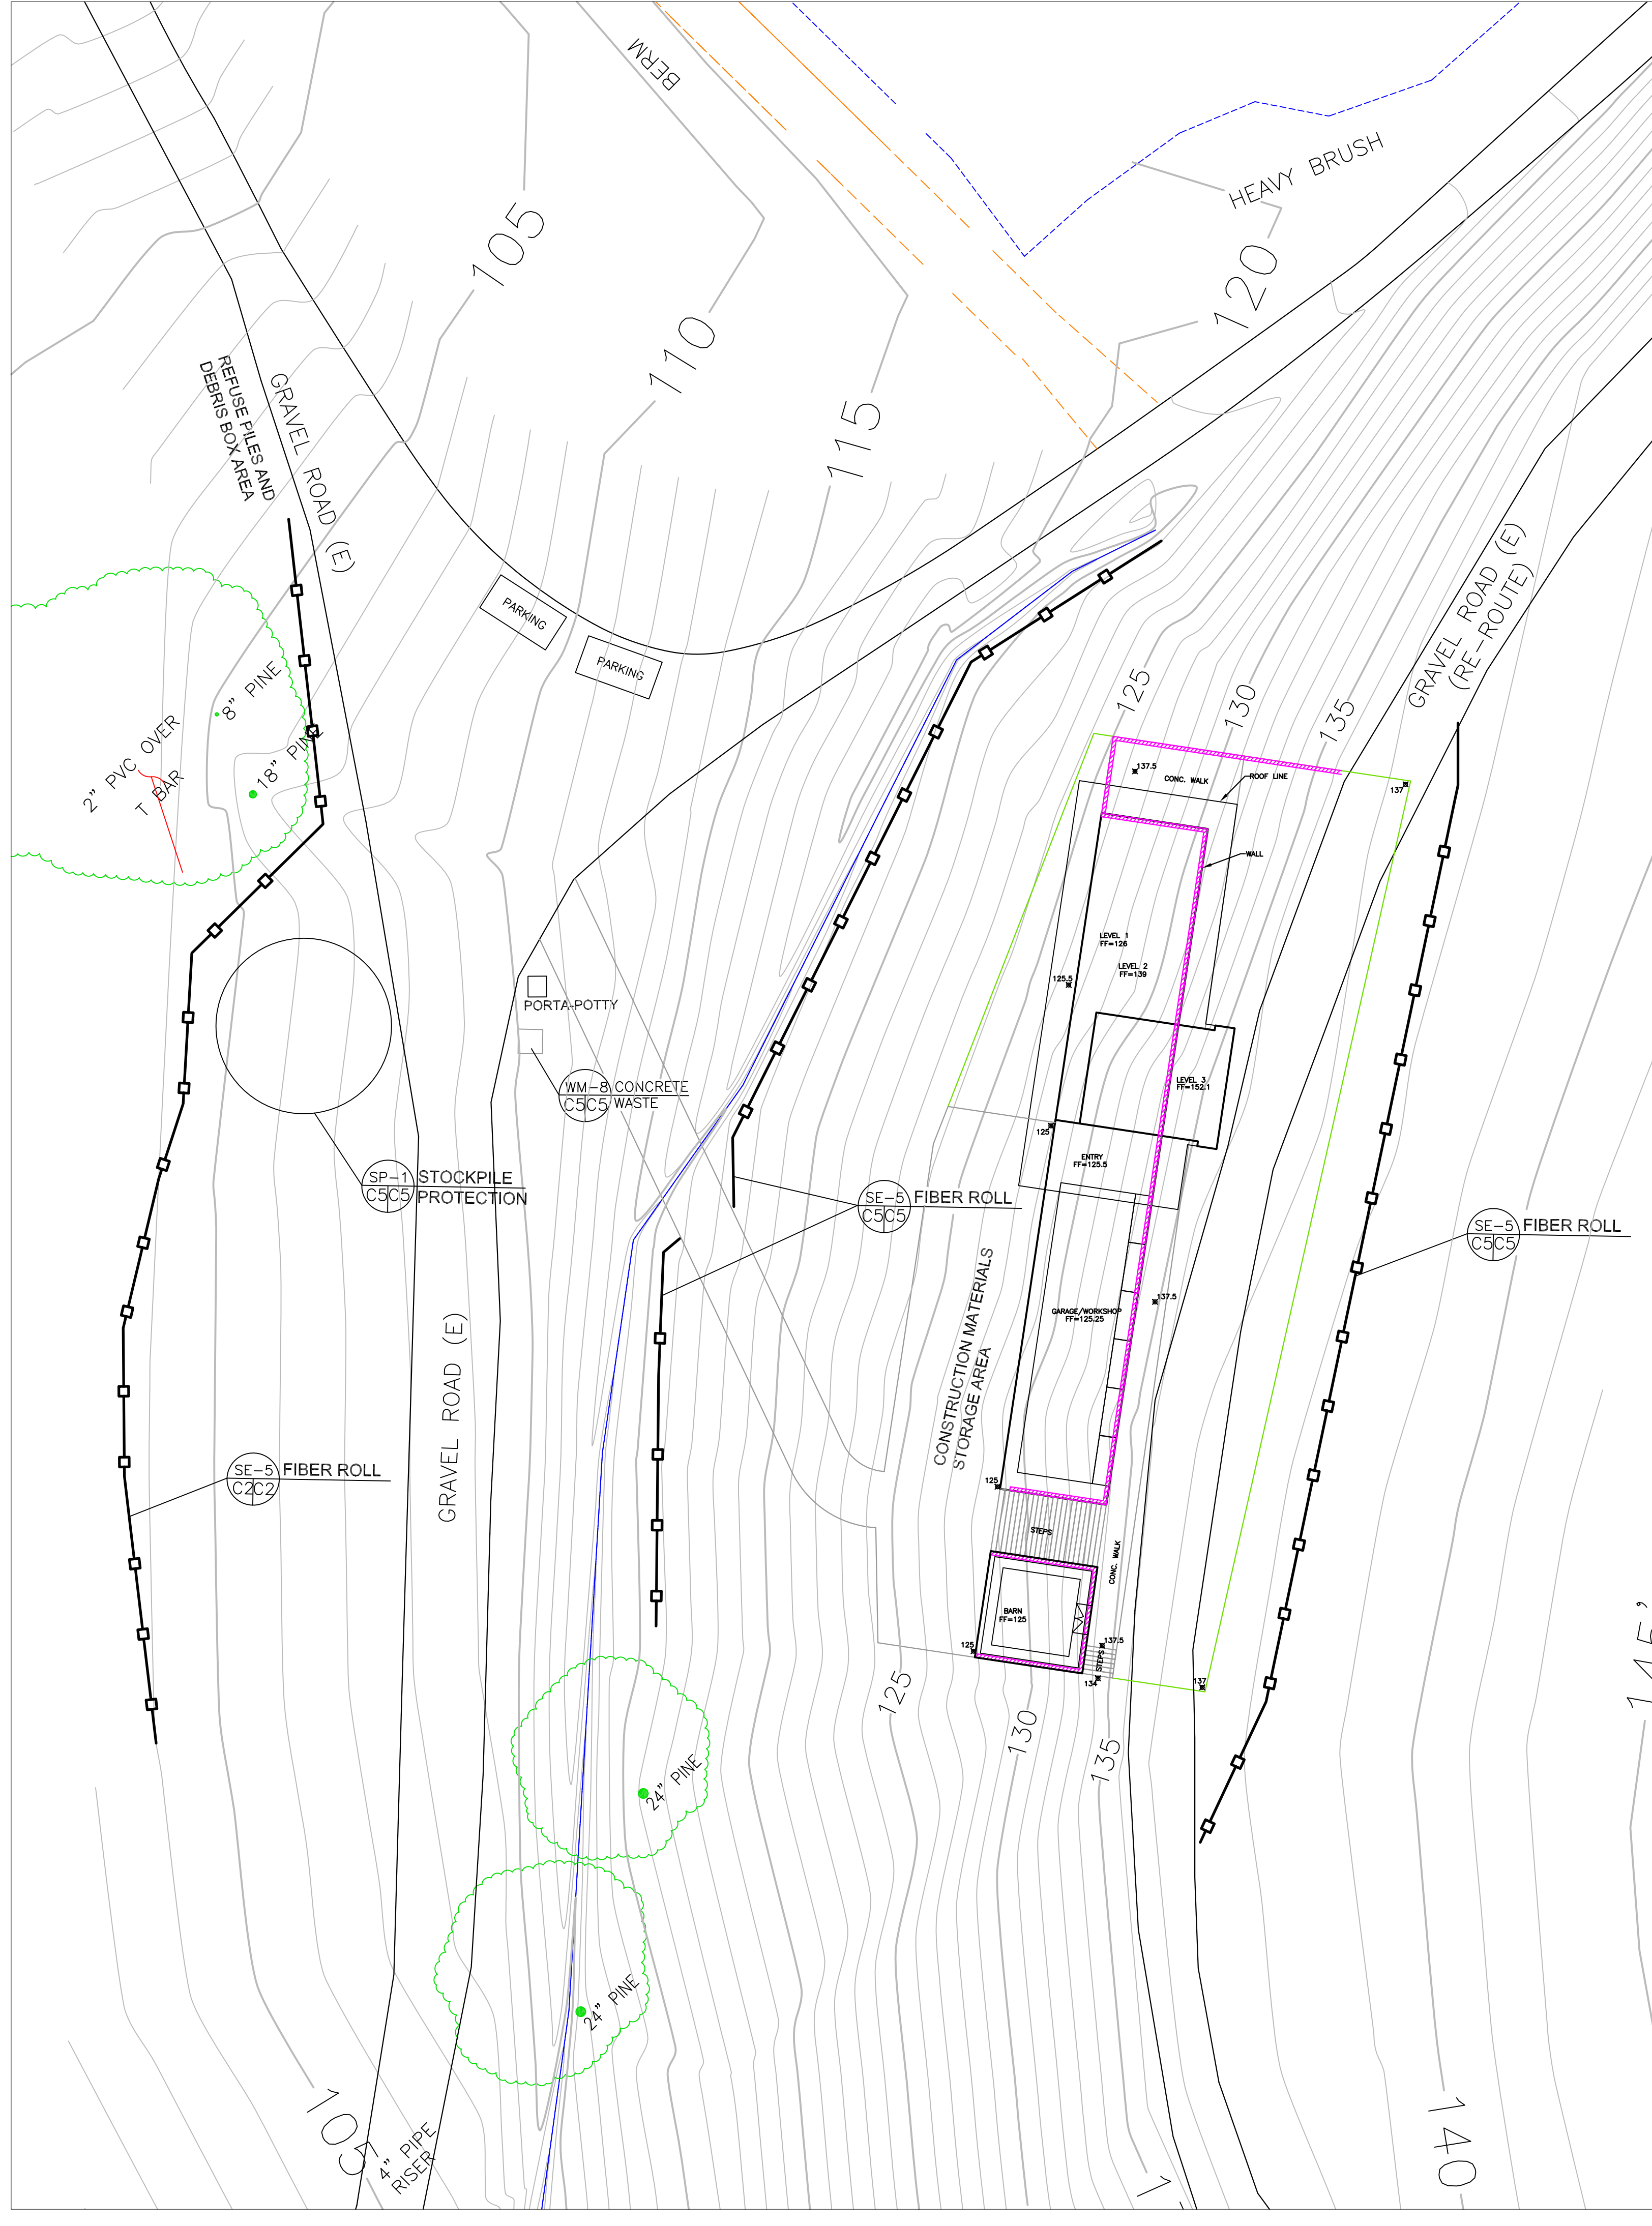 BERM
HEAVY BRUSH
105
110
115
120
REFUSE PILES AND
DEBRIS BOX AREA
GRAVEL ROAD (E)
PARKING
PARKING
GRAVEL ROAD (E)
(RE-ROUTE)
8" PINE
18" PINE
2" PVC OVER
T BAR
125
130
135
137.5
CONC. WALK
ROOF LINE
137
WALL
LEVEL 1
FF=126
LEVEL 2
FF=139
125.5
PORTA-POTTY
WM-8 CONCRETE
C5 C5 WASTE
LEVEL 3
FF=152.1
125
ENTRY
FF=125.5
SP-1 STOCKPILE
C5 C5 PROTECTION
SE-5 FIBER ROLL
C5 C5
SE-5 FIBER ROLL
C5 C5
CONSTRUCTION MATERIALS
STORAGE AREA
GARAGE/WORKSHOP
FF=125.25
137.5
GRAVEL ROAD (E)
SE-5 FIBER ROLL
C2 C2
125
STEPS
CONC. WALK
BARN
FF=125
125
137.5
STEPS
134
137
145'
125
130
135
24" PINE
24" PINE
105
4" PIPE
RISER
140